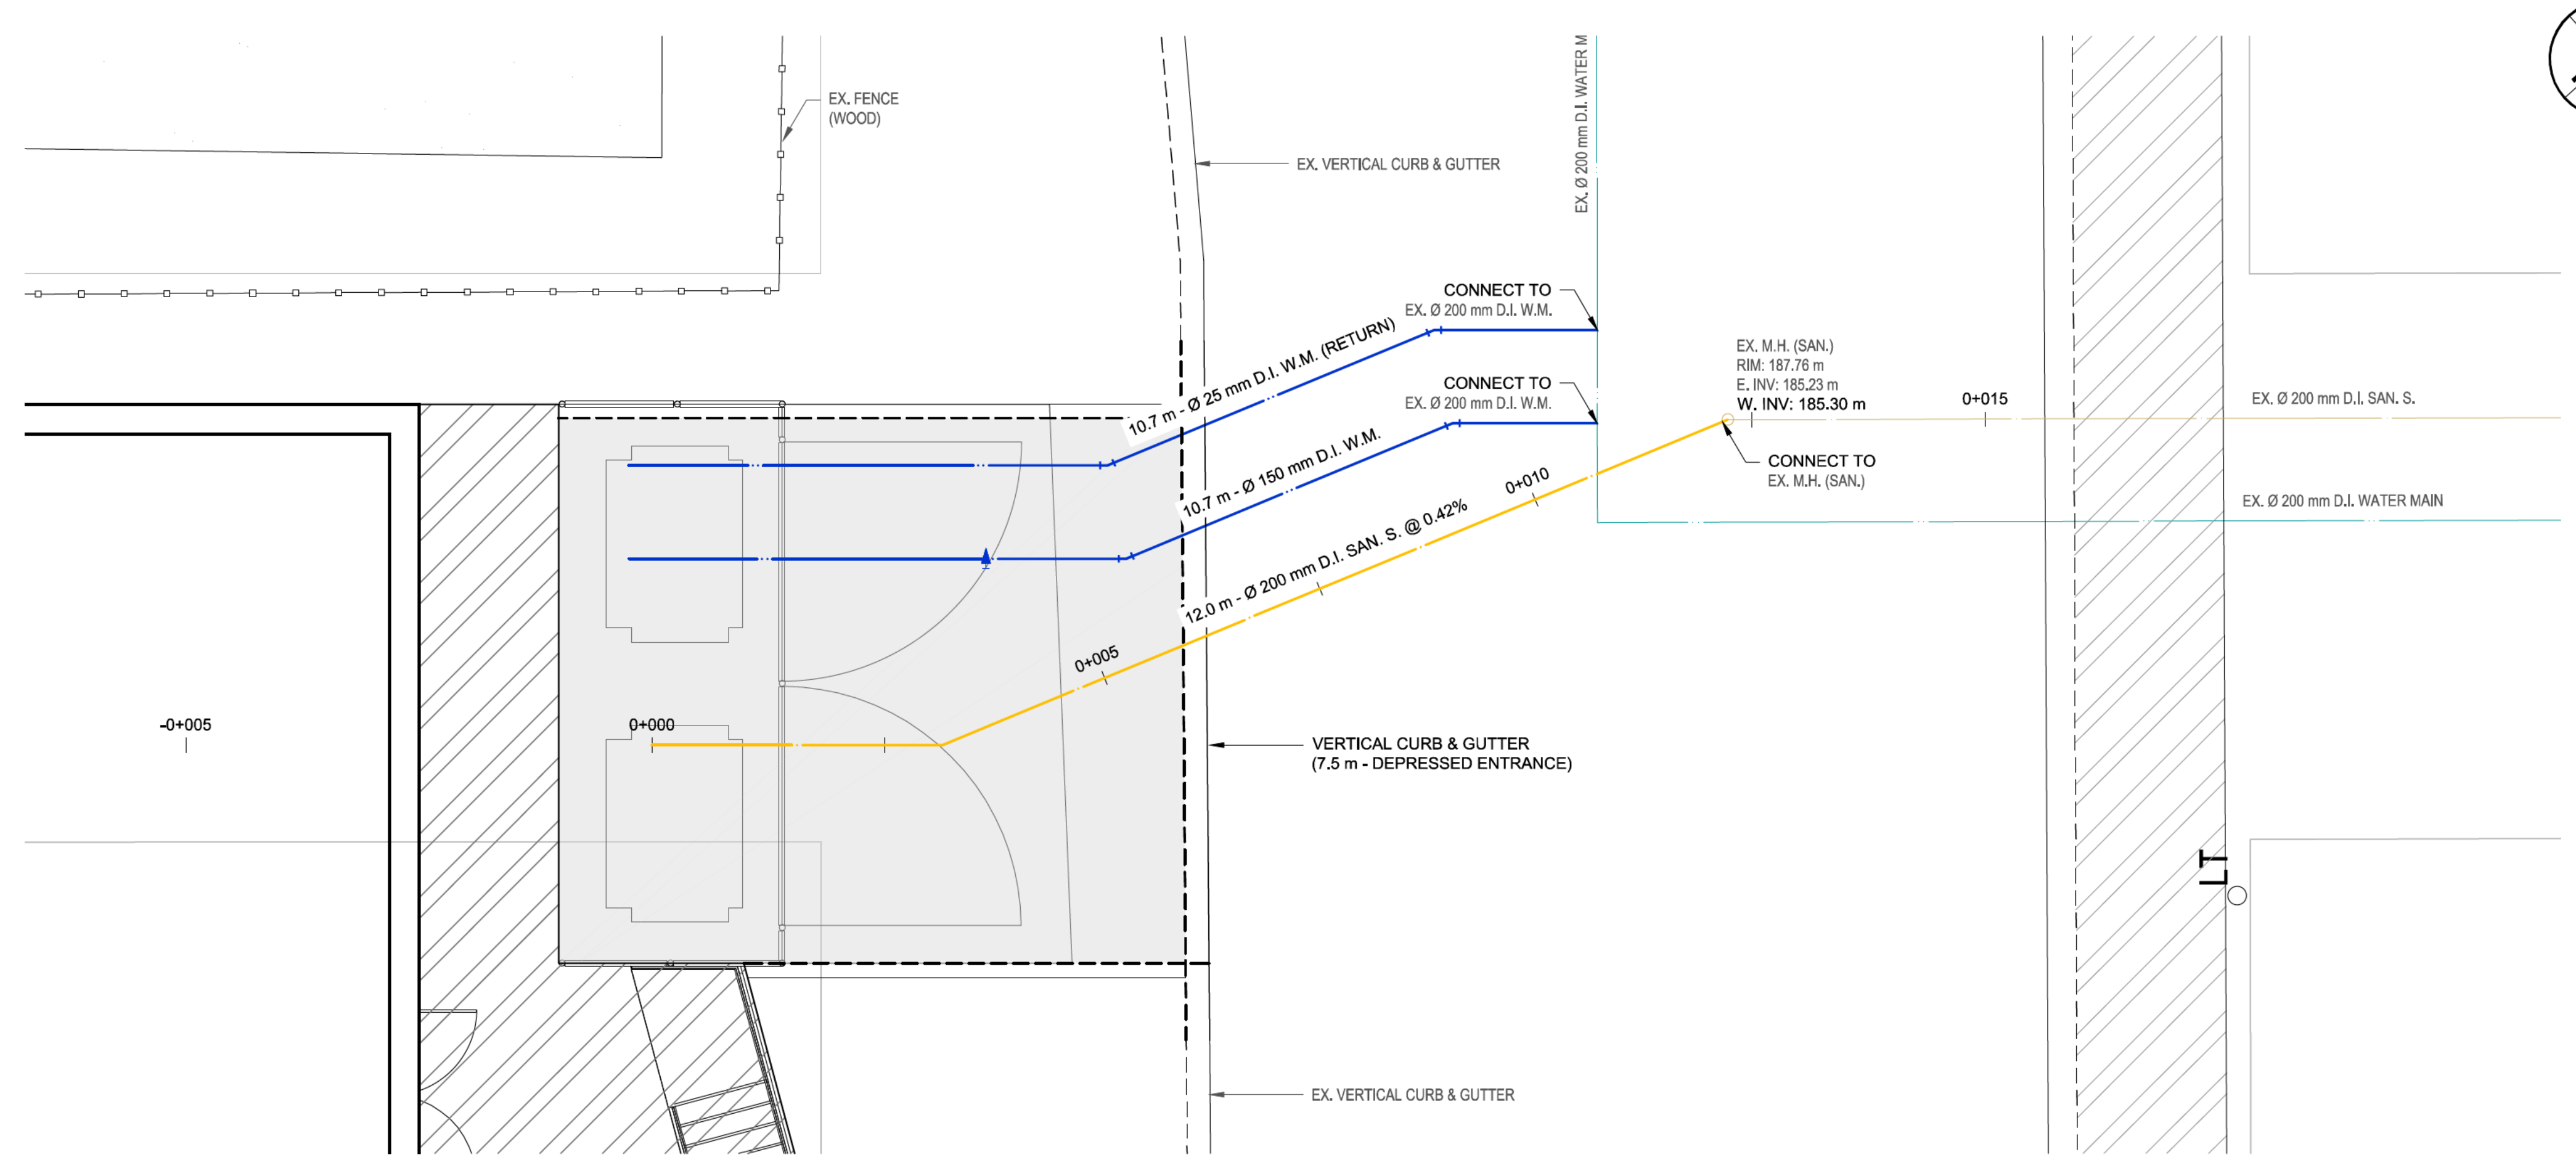 EX. FENCE
(WOOD)
EX. VERTICAL CURB & GUTTER
EX. Ø 200 mm D.I. WATER M
CONNECT TO
EX. Ø 200 mm D.I. W.M.
10.7 m - Ø 25 mm D.I. W.M. (RETURN)
CONNECT TO
EX. Ø 200 mm D.I. W.M.
10.7 m - Ø 150 mm D.I. W.M.
EX. M.H. (SAN.)
RIM: 187.76 m
E. INV: 185.23 m
W. INV: 185.30 m
0+015
EX. Ø 200 mm D.I. SAN. S.
CONNECT TO
EX. M.H. (SAN.)
0+010
EX. Ø 200 mm D.I. WATER MAIN
12.0 m - Ø 200 mm D.I. SAN. S. @ 0.42%
0+005
-0+005
0+000
VERTICAL CURB & GUTTER
(7.5 m - DEPRESSED ENTRANCE)
LT
EX. VERTICAL CURB & GUTTER